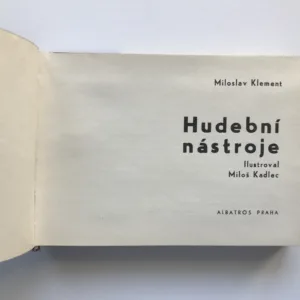 Miloslav Klement
Hudební
nástroje
Ilustroval
Miloš Kadlec
ALBATROS PRAHA